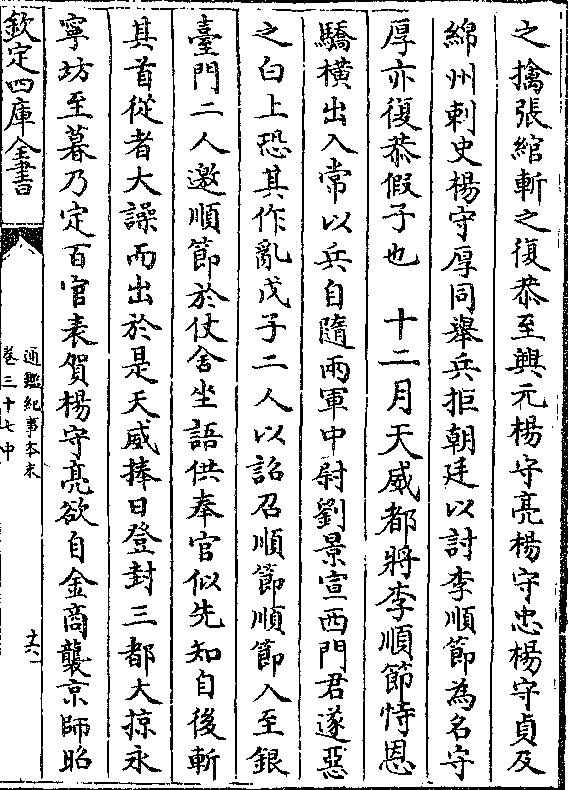 之擒張綰斬之復恭至興元楊守亮楊守忠楊守貞及
綿州刺史楊守厚同舉兵拒朝廷以討李順節為名守
厚亦復恭假子也　十二月天威都將李順節恃恩
驕橫出入常以兵自隨兩軍中尉劉景宣西門君遂惡
之白上恐其作亂戊子二人以詔召順節順節入至銀
臺門二人邀順節於仗舍坐語供奉官似先知自後斬
其首從者大譟而出於是天威捧日登封三都大掠永
寧坊至暮乃定百官表賀楊守亮欲自金商襲京師昭
欽定四庫全書
通鑑紀事本末
卷三十七中